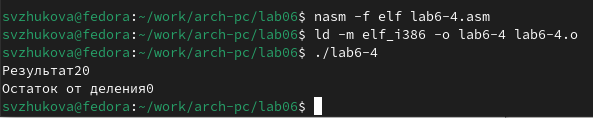 svzhukova@fedora:~/work/arch-pc/lab06$ nasm -f elf lab6-4.asm
svzhukova@fedora:~/work/arch-pc/lab06$ ld -m elf_i386 -o lab6-4 lab6-4.o
svzhukova@fedora:~/work/arch-pc/lab06$ ./lab6-4
Результат20
Остаток от деления0
svzhukova@fedora:~/work/arch-pc/lab06$